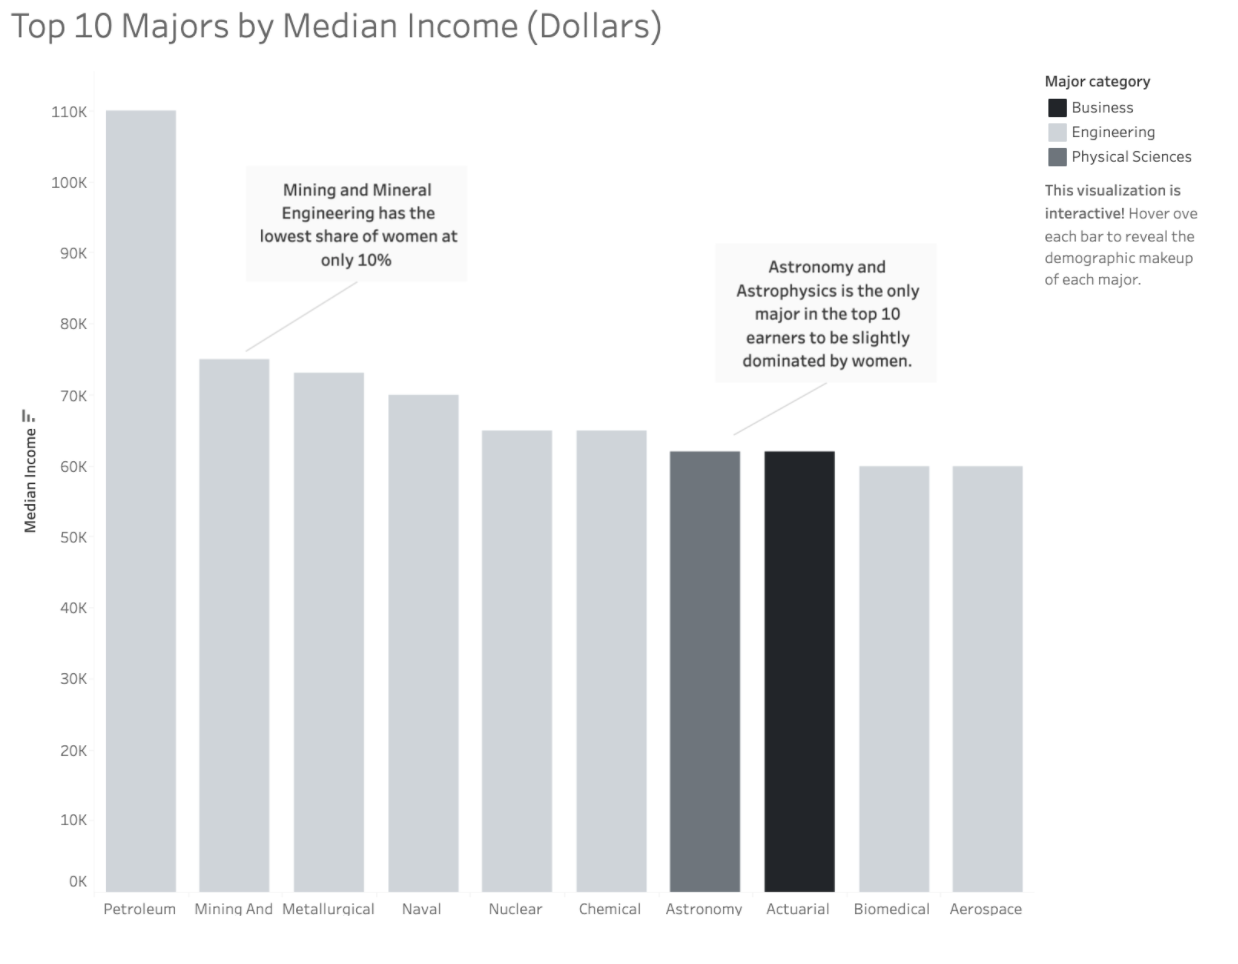 Top 10 Majors by Median Income (Dollars)
Major category
Business
Engineering
Physical Sciences
This visualization is
interactive! Hover ove
each bar to reveal the
demographic makeup
of each major.
110K
100K
90K
80K
70K
60K
50K
40K
30K
20K
10K
0K
Median Income
Mining and Mineral
Engineering has the
lowest share of women at
only 10%
Astronomy and
Astrophysics is the only
major in the top 10
earners to be slightly
dominated by women.
Petroleum
Mining And
Metallurgical
Naval
Nuclear
Chemical
Astronomy
Actuarial
Biomedical
Aerospace